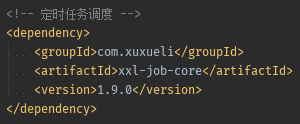 <!-- 定时任务调度 -->
<dependency>
<groupId>com.xuxueli</groupId>
<artifactId>xxl-job-core</artifactId>
<version>1.9.0</version>
</dependency>